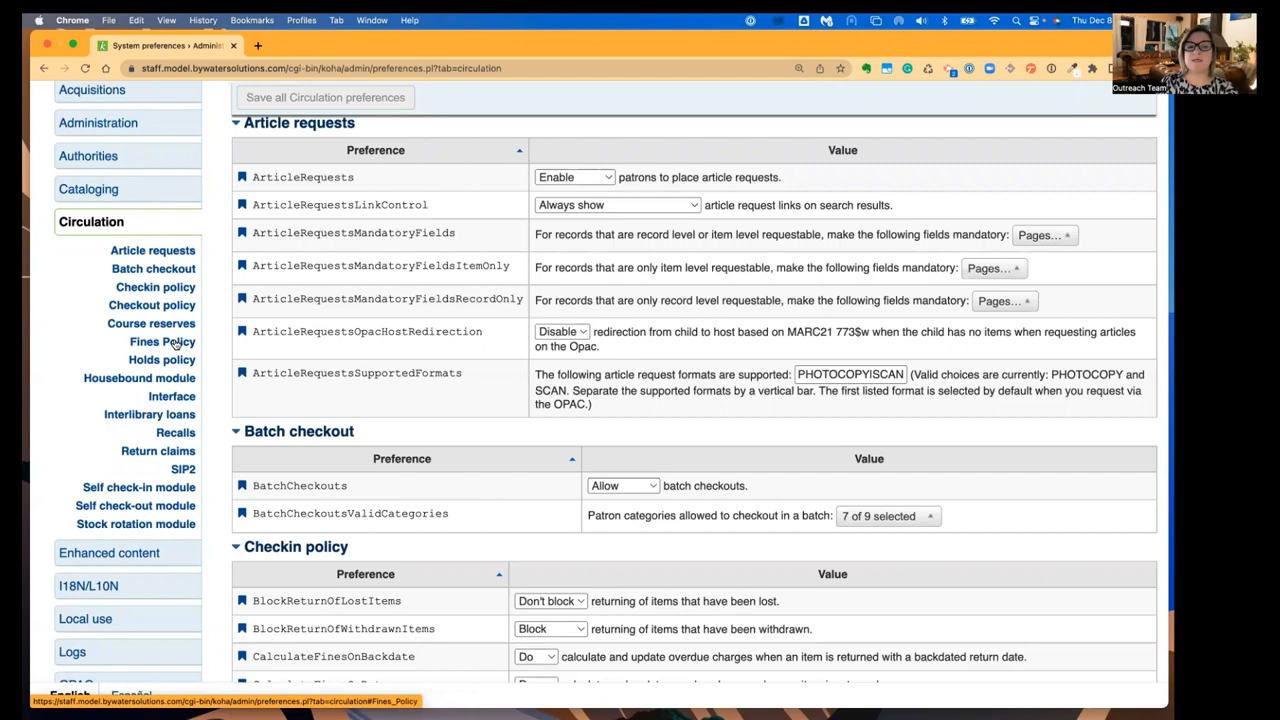 Chrome File Edit View History Bookmarks Profiles Tab Window Help
Thu Dec 8
System preferences › Adminis
staff.model.bywatersolutions.com/cgi-bin/koha/admin/preferences.pl?tab=circulation
Outreach Team
Acquisitions
Administration
Authorities
Cataloging
Circulation
Article requests
Batch checkout
Checkin policy
Checkout policy
Course reserves
Fines Policy
Holds policy
Housebound module
Interface
Interlibrary loans
Recalls
Return claims
SIP2
Self check-in module
Self check-out module
Stock rotation module
Enhanced content
I18N/L10N
Local use
Logs
English Español
https://staff.model.bywatersolutions.com/cgi-bin/koha/admin/preferences.pl?tab=circulation#Fines_Policy
Save all Circulation preferences
Article requests
Preference Value
ArticleRequests Enable patrons to place article requests.
ArticleRequestsLinkControl Always show article request links on search results.
ArticleRequestsMandatoryFields For records that are record level or item level requestable, make the following fields mandatory: Pages...
ArticleRequestsMandatoryFieldsItemOnly For records that are only item level requestable, make the following fields mandatory: Pages...
ArticleRequestsMandatoryFieldsRecordOnly For records that are only record level requestable, make the following fields mandatory: Pages...
ArticleRequestsOpacHostRedirection Disable redirection from child to host based on MARC21 773$w when the child has no items when requesting articles
on the Opac.
ArticleRequestsSupportedFormats The following article request formats are supported: PHOTOCOPY|SCAN (Valid choices are currently: PHOTOCOPY and
SCAN. Separate the supported formats by a vertical bar. The first listed format is selected by default when you request via
the OPAC.)
Batch checkout
Preference Value
BatchCheckouts Allow batch checkouts.
BatchCheckoutsValidCategories Patron categories allowed to checkout in a batch: 7 of 9 selected
Checkin policy
Preference Value
BlockReturnOfLostItems Don't block returning of items that have been lost.
BlockReturnOfWithdrawnItems Block returning of items that have been withdrawn.
CalculateFinesOnBackdate Do calculate and update overdue charges when an item is returned with a backdated return date.